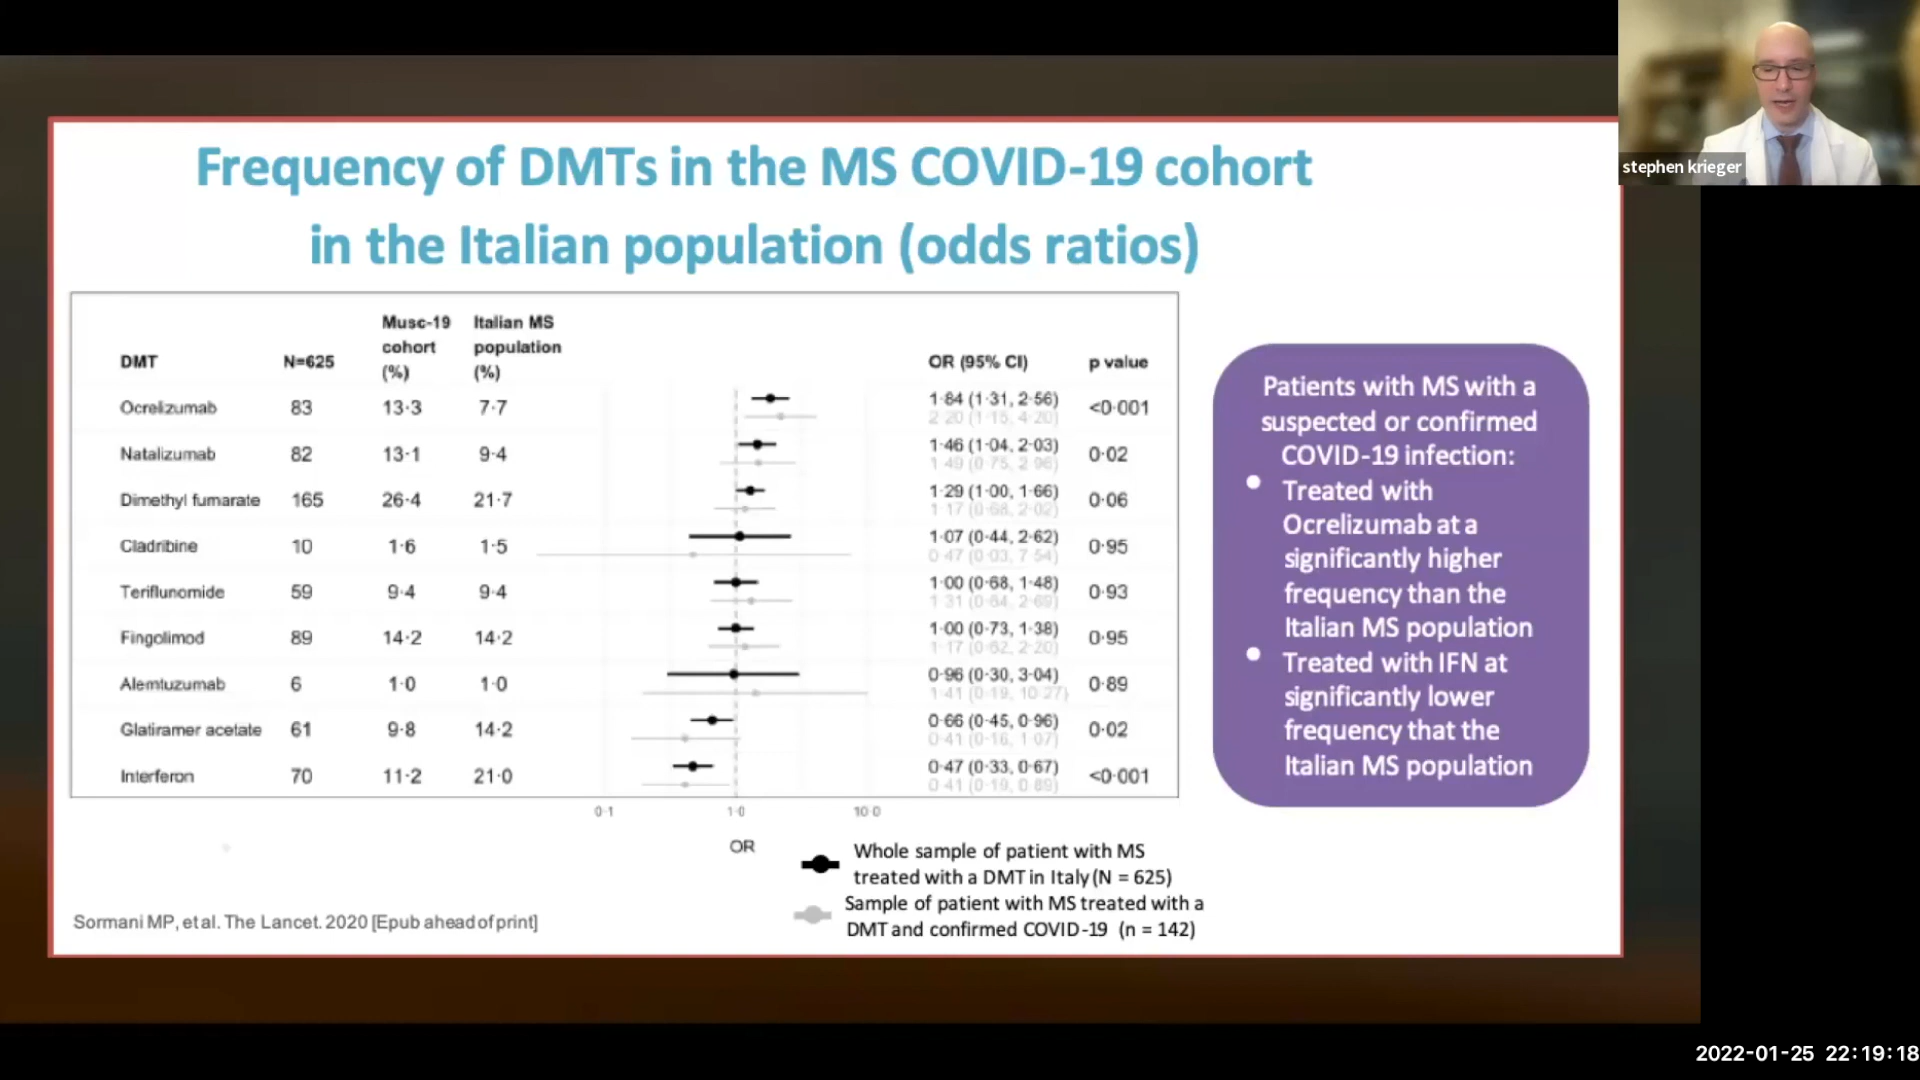 stephen krieger
Frequency of DMTs in the MS COVID-19 cohort
in the Italian population (odds ratios)
DMT N=625 Musc-19 cohort (%) Italian MS population (%) OR (95% CI) p value
Ocrelizumab 83 13·3 7·7 1·84 (1·31, 2·56) <0·001
2·20 (1·15, 4·20)
Natalizumab 82 13·1 9·4 1·46 (1·04, 2·03) 0·02
1·49 (0·75, 2·96)
Dimethyl fumarate 165 26·4 21·7 1·29 (1·00, 1·66) 0·06
1·17 (0·68, 2·02)
Cladribine 10 1·6 1·5 1·07 (0·44, 2·62) 0·95
0·47 (0·03, 7·54)
Teriflunomide 59 9·4 9·4 1·00 (0·68, 1·48) 0·93
1·31 (0·64, 2·69)
Fingolimod 89 14·2 14·2 1·00 (0·73, 1·38) 0·95
1·17 (0·62, 2·20)
Alemtuzumab 6 1·0 1·0 0·96 (0·30, 3·04) 0·89
1·41 (0·19, 10·27)
Glatiramer acetate 61 9·8 14·2 0·66 (0·45, 0·96) 0·02
0·41 (0·16, 1·07)
Interferon 70 11·2 21·0 0·47 (0·33, 0·67) <0·001
0·41 (0·19, 0·89)
0·1 1·0 10·0
OR
Whole sample of patient with MS
treated with a DMT in Italy (N = 625)
Sample of patient with MS treated with a
DMT and confirmed COVID-19 (n = 142)
Sormani MP, et al. The Lancet. 2020 [Epub ahead of print]
Patients with MS with a
suspected or confirmed
COVID-19 infection:
• Treated with
Ocrelizumab at a
significantly higher
frequency than the
Italian MS population
• Treated with IFN at
significantly lower
frequency that the
Italian MS population
2022-01-25 22:19:18